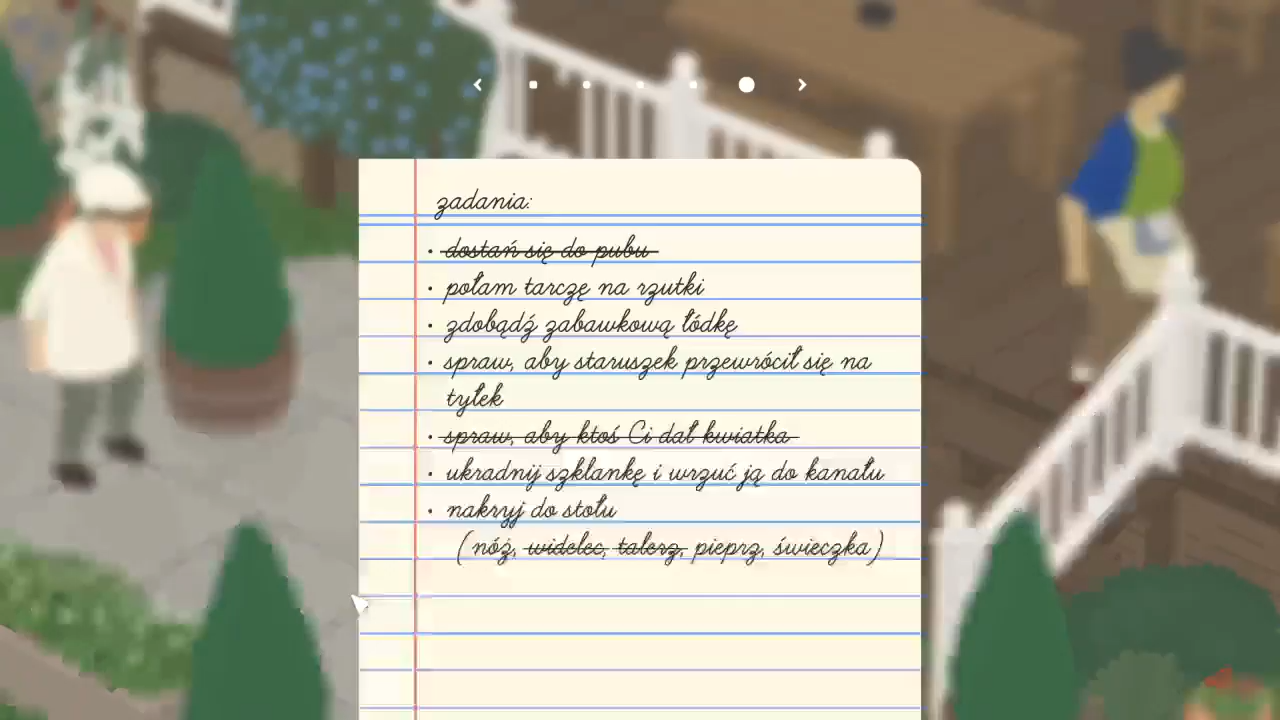 zadania:
• dostań się do pubu
• połam tarczę na rzutki
• zdobądź zabawkową łódkę
• spraw, aby staruszek przewrócił się na
tyłek
• spraw, aby ktoś Ci dał kwiatka
• ukradnij szklankę i wrzuć ją do kanału
• nakryj do stołu
(nóż, widelec, talerz, pieprz, świeczka)